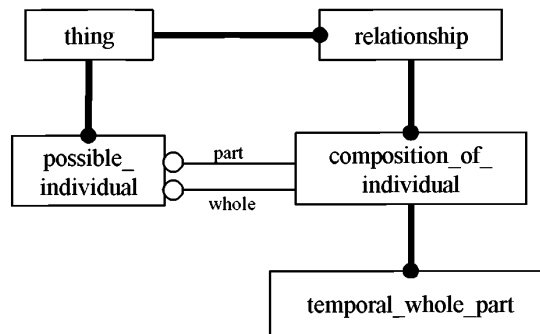 thing
relationship
possible_
individual
part
whole
composition_of_
individual
temporal_whole_part